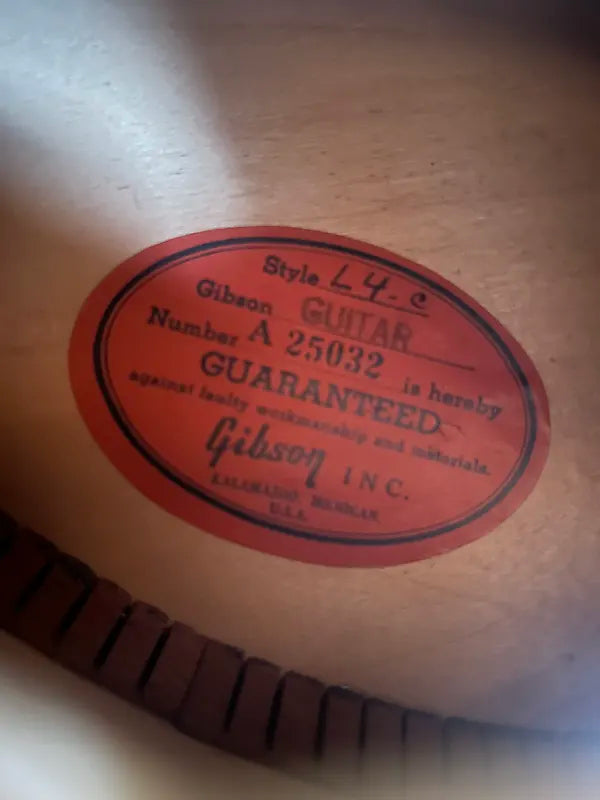 Style L4-C
Gibson GUITAR
Number A 25032 is hereby
GUARANTEED
against faulty workmanship and materials.
Gibson INC.
KALAMAZOO MICHIGAN
U.S.A.